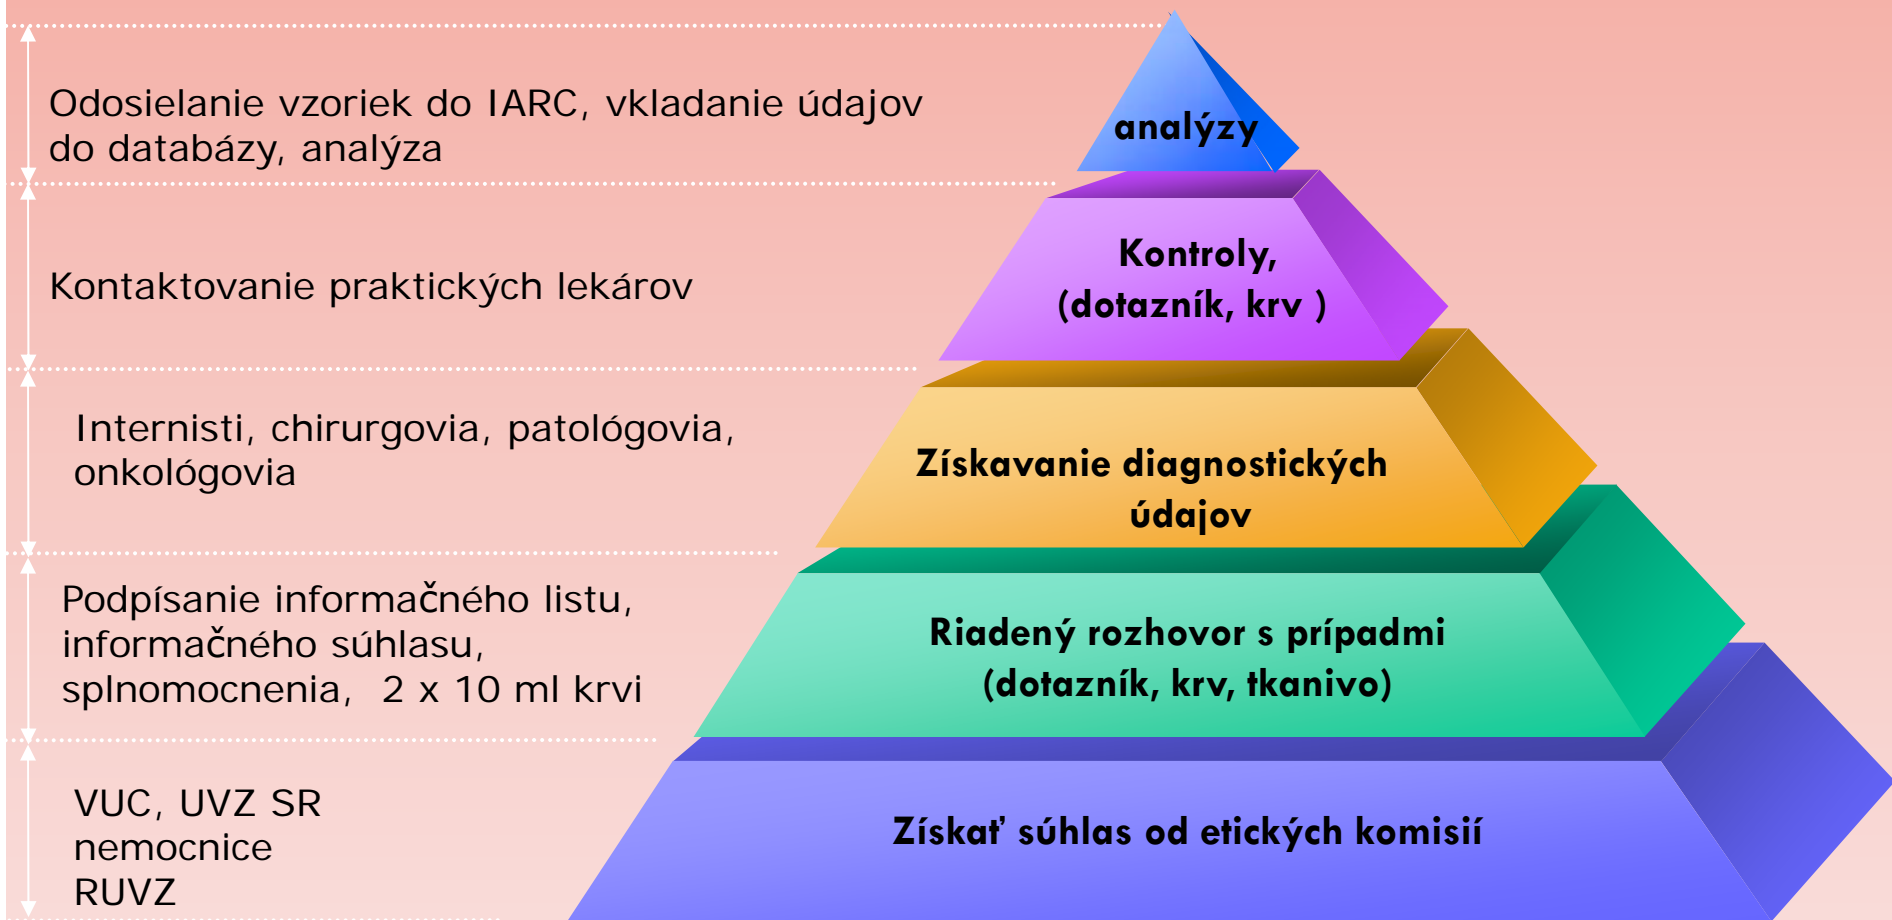 Odosielanie vzoriek do IARC, vkladanie údajov
do databázy, analýza
analýzy
Kontaktovanie praktických lekárov
Kontroly,
(dotazník, krv )
Internisti, chirurgovia, patológovia,
onkológovia
Získavanie diagnostických
údajov
Podpísanie informačného listu,
informačného súhlasu,
splnomocnenia,  2 x 10 ml krvi
Riadený rozhovor s prípadmi
(dotazník, krv, tkanivo)
VUC, UVZ SR
nemocnice
RUVZ
Získať súhlas od etických komisií